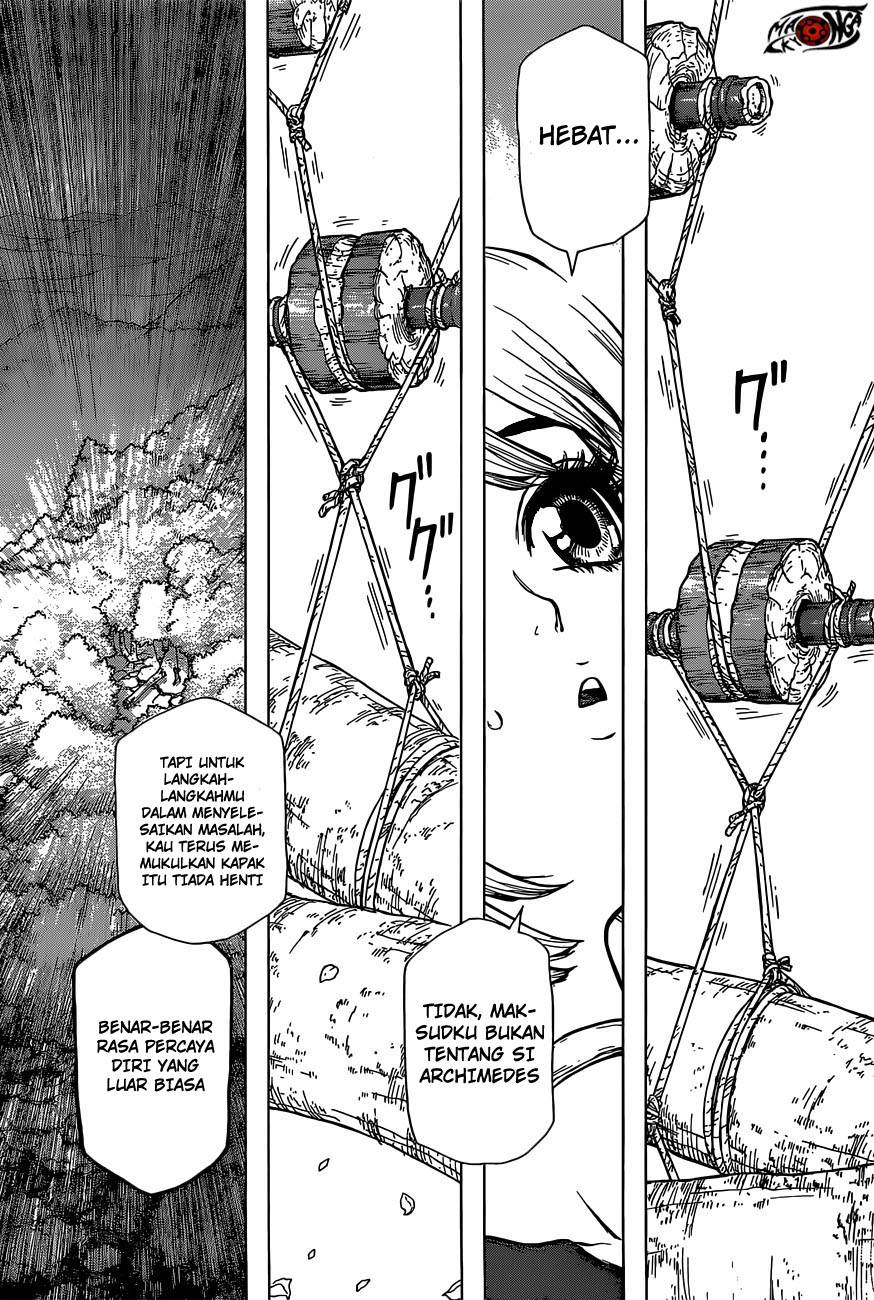 MANGAKU
HEBAT...
グ...
TIDAK, MAK-
SUDKU BUKAN
TENTANG SI
ARCHIMEDES
ググ...
TAPI UNTUK
LANGKAH-
LANGKAHMU
DALAM MENYELE-
SAIKAN MASALAH,
KAU TERUS ME-
MUKULKAN KAPAK
ITU TIADA HENTI
BENAR-BENAR
RASA PERCAYA
DIRI YANG
LUAR BIASA